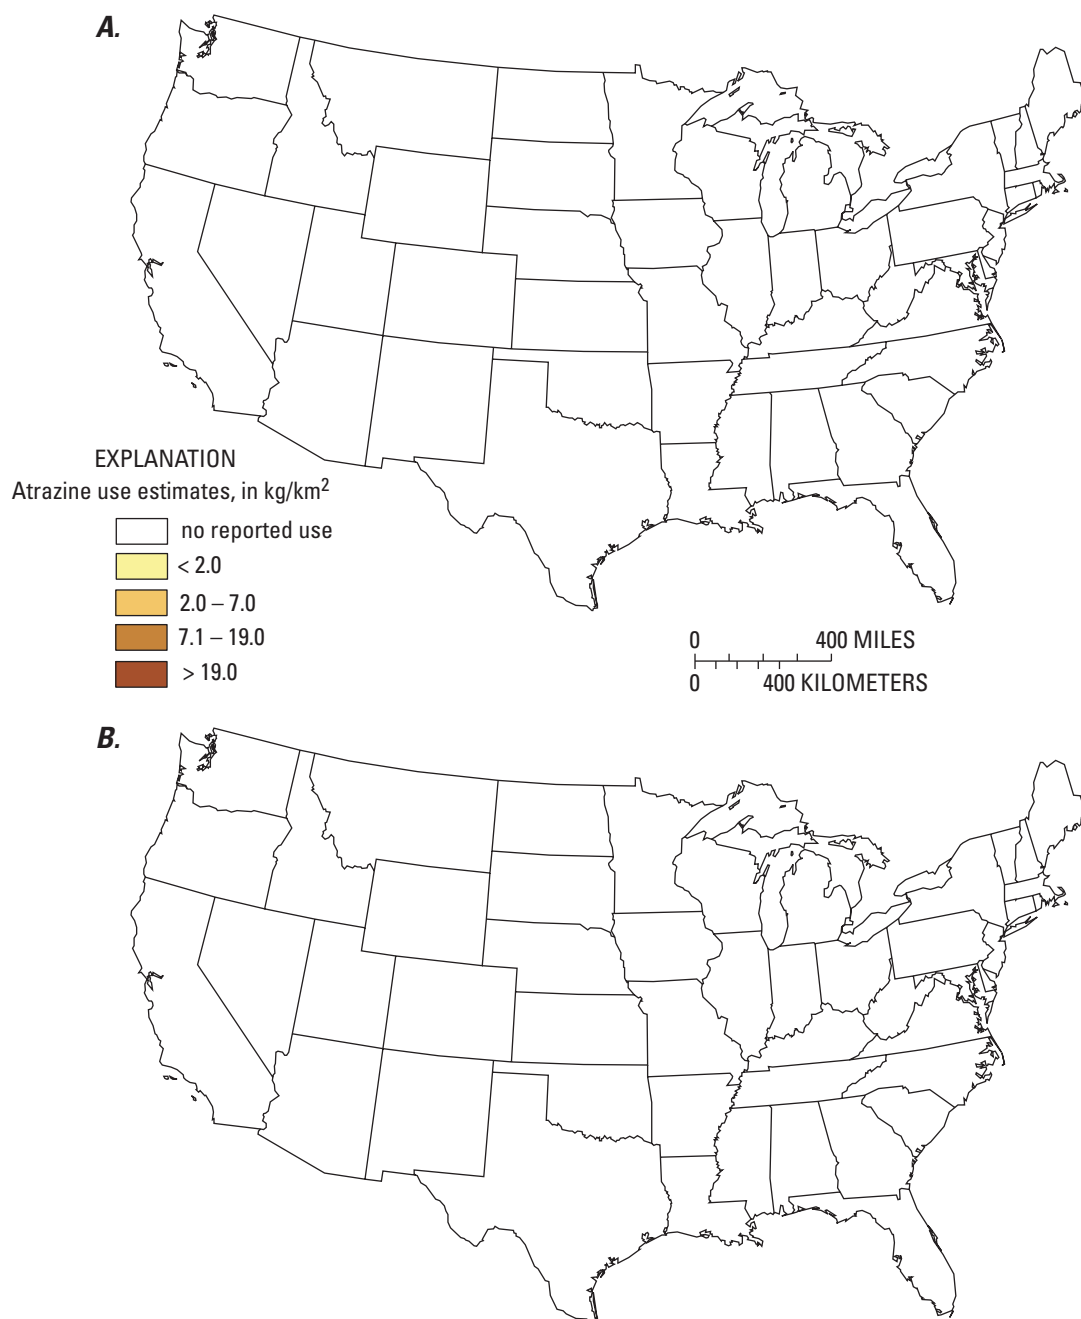 A.
EXPLANATION
Atrazine use estimates, in kg/km²
no reported use
< 2.0
2.0 – 7.0
7.1 – 19.0
> 19.0
0 400 MILES
0 400 KILOMETERS
B.